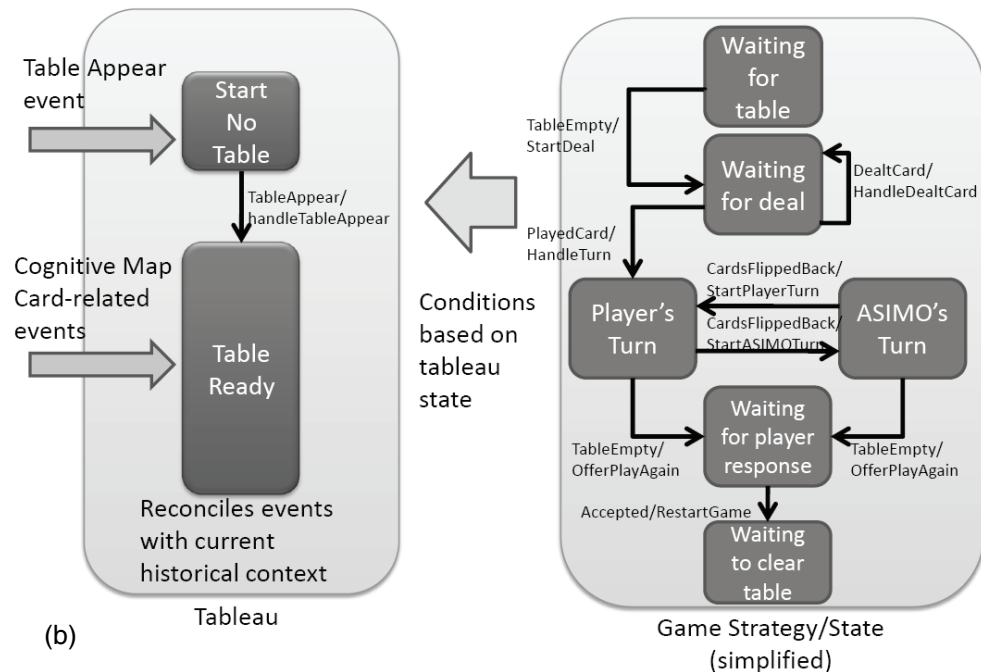 Table Appear
event
Start
No
Table
TableAppear/
handleTableAppear
Cognitive Map
Card-related
events
Table
Ready
Reconciles events
with current
historical context
Tableau
(b)
Conditions
based on
tableau
state
Waiting
for
table
TableEmpty/
StartDeal
Waiting
for deal
DealtCard/
HandleDealtCard
PlayedCard/
HandleTurn
Player’s
Turn
CardsFlippedBack/
StartPlayerTurn
CardsFlippedBack/
StartASIMOTurn
ASIMO’s
Turn
TableEmpty/
OfferPlayAgain
Waiting
for player
response
TableEmpty/
OfferPlayAgain
Accepted/RestartGame
Waiting
to clear
table
Game Strategy/State
(simplified)